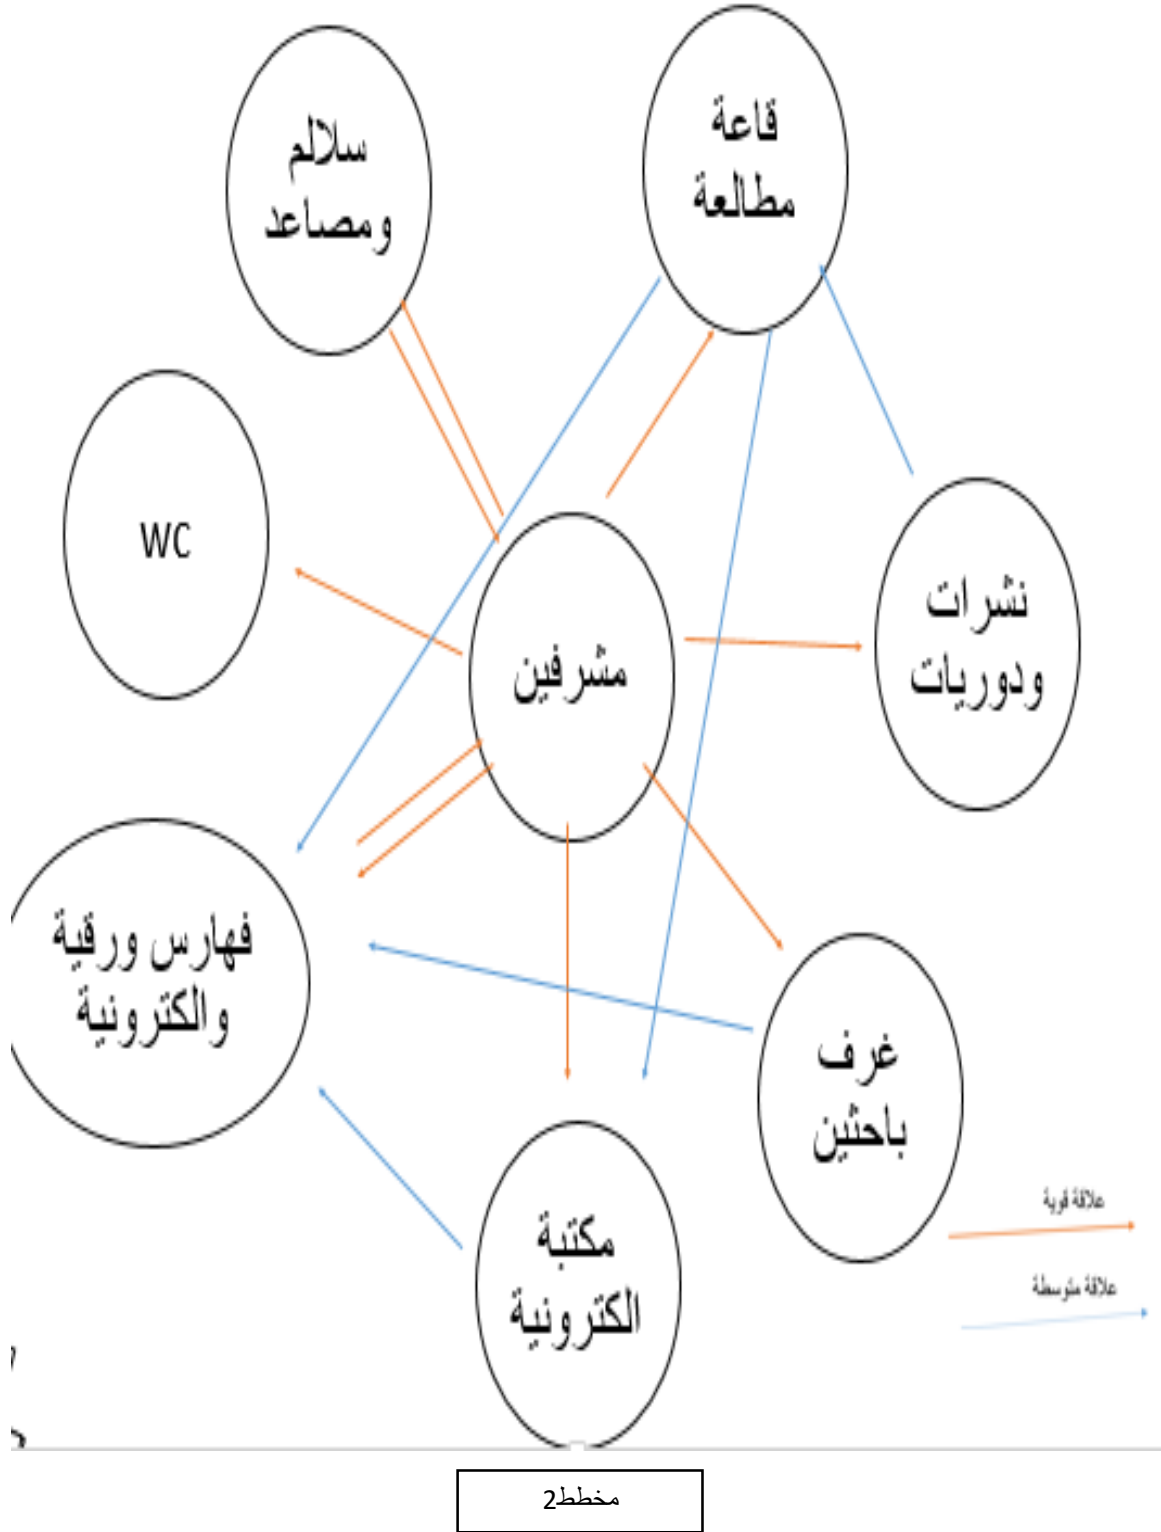 قاعة
مطالعة
سلالم
ومصاعد
WC
نشرات
ودوريات
مشرفين
فهارس ورقية
والكترونية
غرف
باحثين
مكتبة
الكترونية
علاقة قوية
علاقة متوسطة
مخطط2